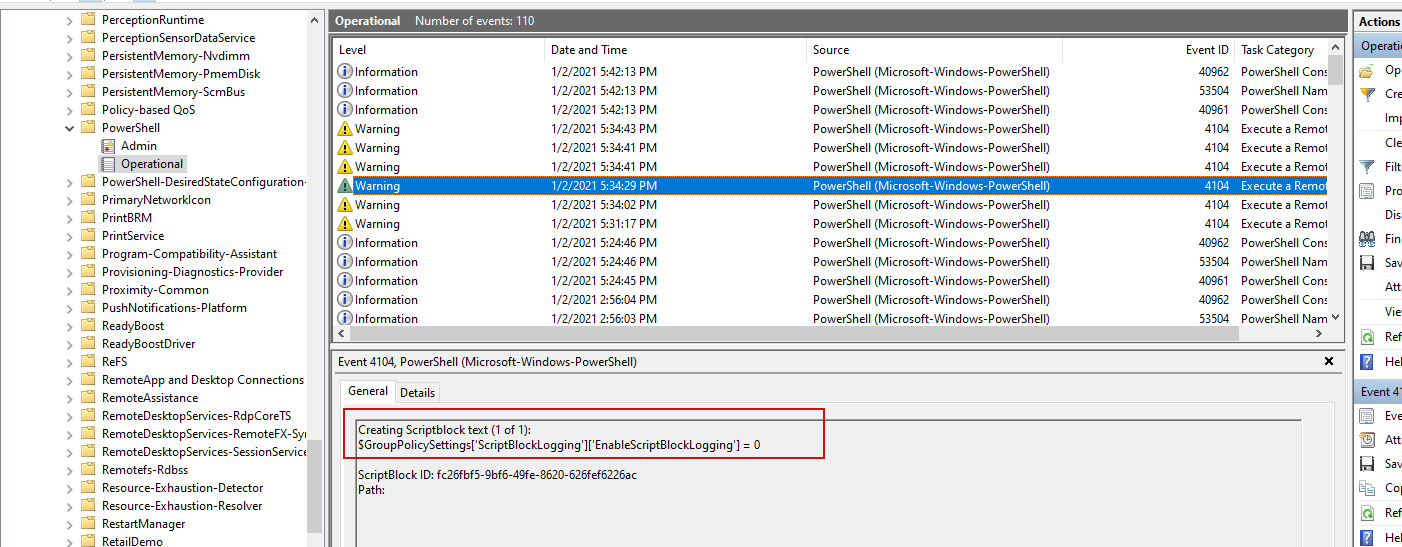 PerceptionRuntime
PerceptionSensorDataService
PersistentMemory-Nvdimm
PersistentMemory-PmemDisk
PersistentMemory-ScmBus
Policy-based QoS
PowerShell
Admin
Operational
PowerShell-DesiredStateConfiguration-
PrimaryNetworkIcon
PrintBRM
PrintService
Program-Compatibility-Assistant
Provisioning-Diagnostics-Provider
Proximity-Common
PushNotifications-Platform
ReadyBoost
ReadyBoostDriver
ReFS
RemoteApp and Desktop Connections
RemoteAssistance
RemoteDesktopServices-RdpCoreTS
RemoteDesktopServices-RemoteFX-Syn
RemoteDesktopServices-SessionService
Remotefs-Rdbss
Resource-Exhaustion-Detector
Resource-Exhaustion-Resolver
RestartManager
RetailDemo
Operational Number of events: 110
Level Date and Time Source Event ID Task Category
Information 1/2/2021 5:42:13 PM PowerShell (Microsoft-Windows-PowerShell) 40962 PowerShell Cons
Information 1/2/2021 5:42:13 PM PowerShell (Microsoft-Windows-PowerShell) 53504 PowerShell Nam
Information 1/2/2021 5:42:13 PM PowerShell (Microsoft-Windows-PowerShell) 40961 PowerShell Cons
Warning 1/2/2021 5:34:43 PM PowerShell (Microsoft-Windows-PowerShell) 4104 Execute a Remot
Warning 1/2/2021 5:34:41 PM PowerShell (Microsoft-Windows-PowerShell) 4104 Execute a Remot
Warning 1/2/2021 5:34:41 PM PowerShell (Microsoft-Windows-PowerShell) 4104 Execute a Remot
Warning 1/2/2021 5:34:29 PM PowerShell (Microsoft-Windows-PowerShell) 4104 Execute a Remot
Warning 1/2/2021 5:34:02 PM PowerShell (Microsoft-Windows-PowerShell) 4104 Execute a Remot
Warning 1/2/2021 5:31:17 PM PowerShell (Microsoft-Windows-PowerShell) 4104 Execute a Remot
Information 1/2/2021 5:24:46 PM PowerShell (Microsoft-Windows-PowerShell) 40962 PowerShell Cons
Information 1/2/2021 5:24:46 PM PowerShell (Microsoft-Windows-PowerShell) 53504 PowerShell Nam
Information 1/2/2021 5:24:45 PM PowerShell (Microsoft-Windows-PowerShell) 40961 PowerShell Cons
Information 1/2/2021 2:56:04 PM PowerShell (Microsoft-Windows-PowerShell) 40962 PowerShell Cons
Information 1/2/2021 2:56:03 PM PowerShell (Microsoft-Windows-PowerShell) 53504 PowerShell Nam
Event 4104, PowerShell (Microsoft-Windows-PowerShell)
General Details
Creating Scriptblock text (1 of 1):
$GroupPolicySettings['ScriptBlockLogging']['EnableScriptBlockLogging'] = 0
ScriptBlock ID: fc26fbf5-9bf6-49fe-8620-626fef6226ac
Path:
Actions
Operatio
Op
Cre
Imp
Cle
Filt
Pro
Dis
Fin
Sav
Att
Vie
Ref
Hel
Event 41
Eve
Att
Sav
Co
Ref
Hel